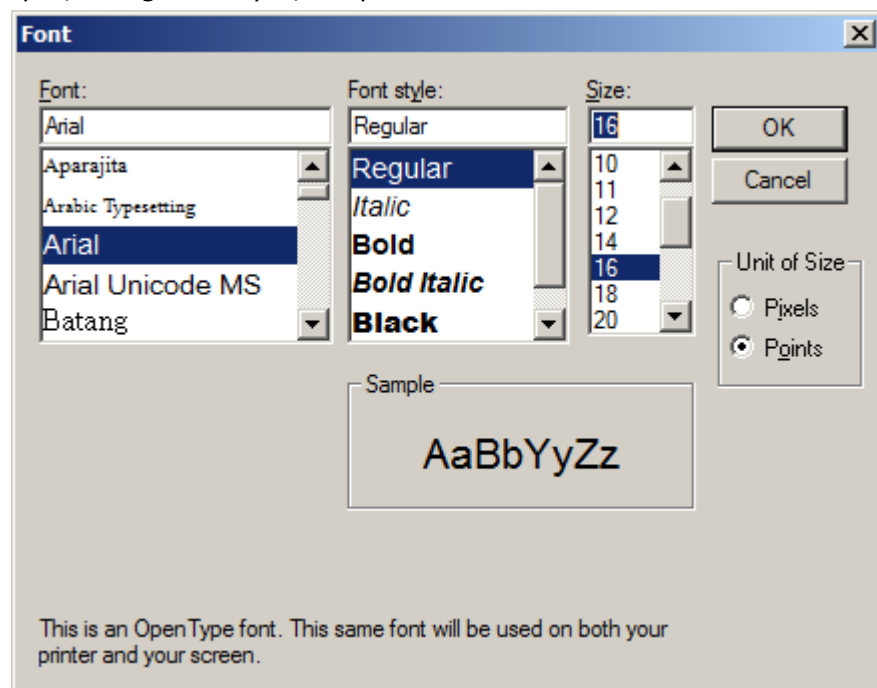 Font
Font: Font style: Size:
Arial Regular 16 OK
Aparajita Regular 10 Cancel
Arabic Typesetting Italic 11
Arial Bold 12
Arial Unicode MS Bold Italic 14
Batang Black 16
18
20
Unit of Size
Pixels
Points
Sample
AaBbYyZz
This is an OpenType font. This same font will be used on both your
printer and your screen.